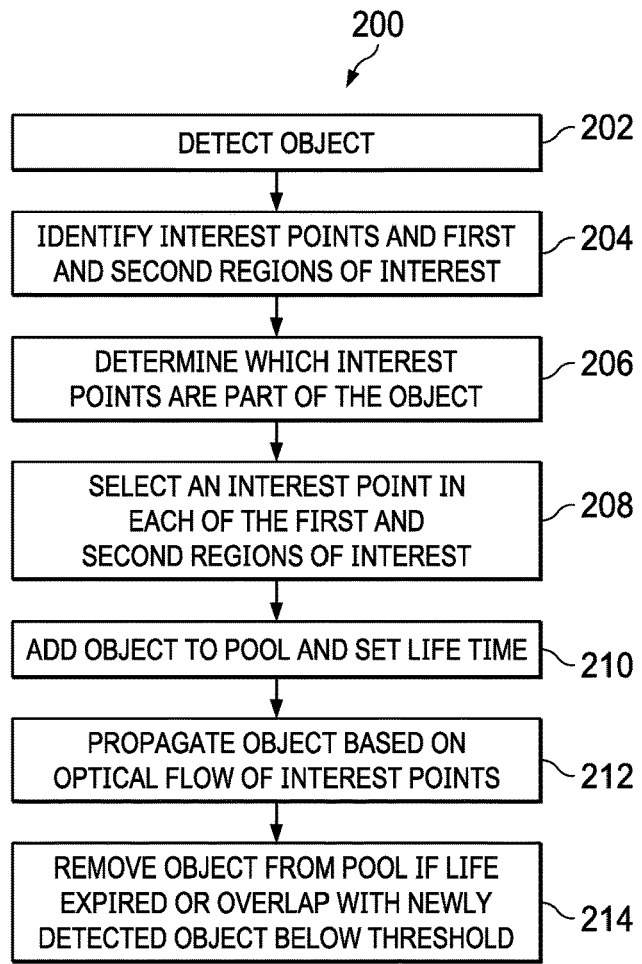 200
DETECT OBJECT
202
IDENTIFY INTEREST POINTS AND FIRST
AND SECOND REGIONS OF INTEREST
204
DETERMINE WHICH INTEREST
POINTS ARE PART OF THE OBJECT
206
SELECT AN INTEREST POINT IN
EACH OF THE FIRST AND
SECOND REGIONS OF INTEREST
208
ADD OBJECT TO POOL AND SET LIFE TIME
210
PROPAGATE OBJECT BASED ON
OPTICAL FLOW OF INTEREST POINTS
212
REMOVE OBJECT FROM POOL IF LIFE
EXPIRED OR OVERLAP WITH NEWLY
DETECTED OBJECT BELOW THRESHOLD
214